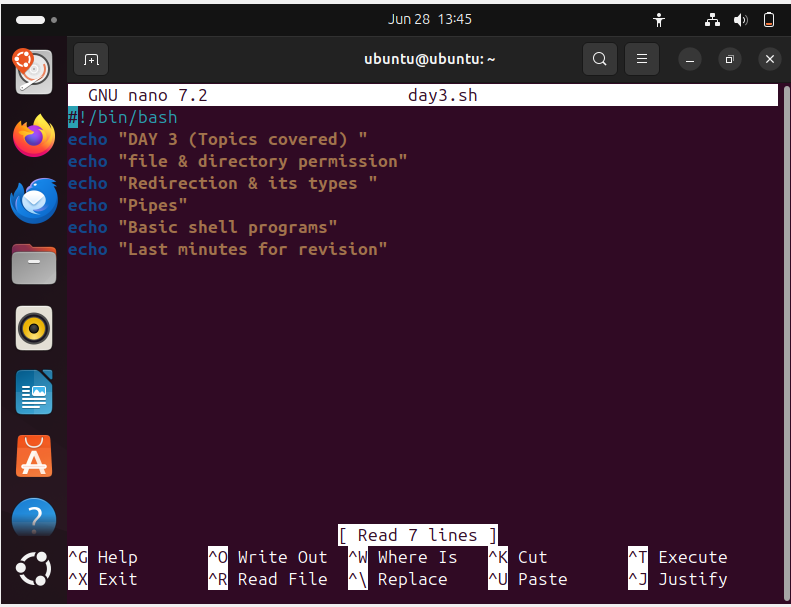 Jun 28 13:45
ubuntu@ubuntu: ~
GNU nano 7.2 day3.sh
#!/bin/bash
echo "DAY 3 (Topics covered) "
echo "file & directory permission"
echo "Redirection & its types "
echo "Pipes"
echo "Basic shell programs"
echo "Last minutes for revision"
[ Read 7 lines ]
^G Help ^O Write Out ^W Where Is ^K Cut ^T Execute
^X Exit ^R Read File ^\ Replace ^U Paste ^J Justify